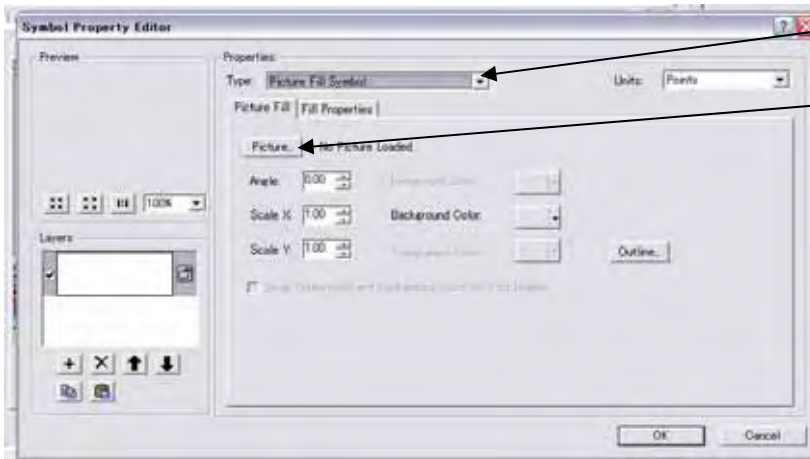 Symbol Property Editor
Preview
Properties:
Type: Picture Fill Symbol
Units: Points
Picture Fill
Fill Properties
Picture...
No Picture Loaded
Angle: 0.00
Scale X: 1.00
Background Color:
Scale Y: 1.00
Outline...
100%
Layers
OK
Cancel